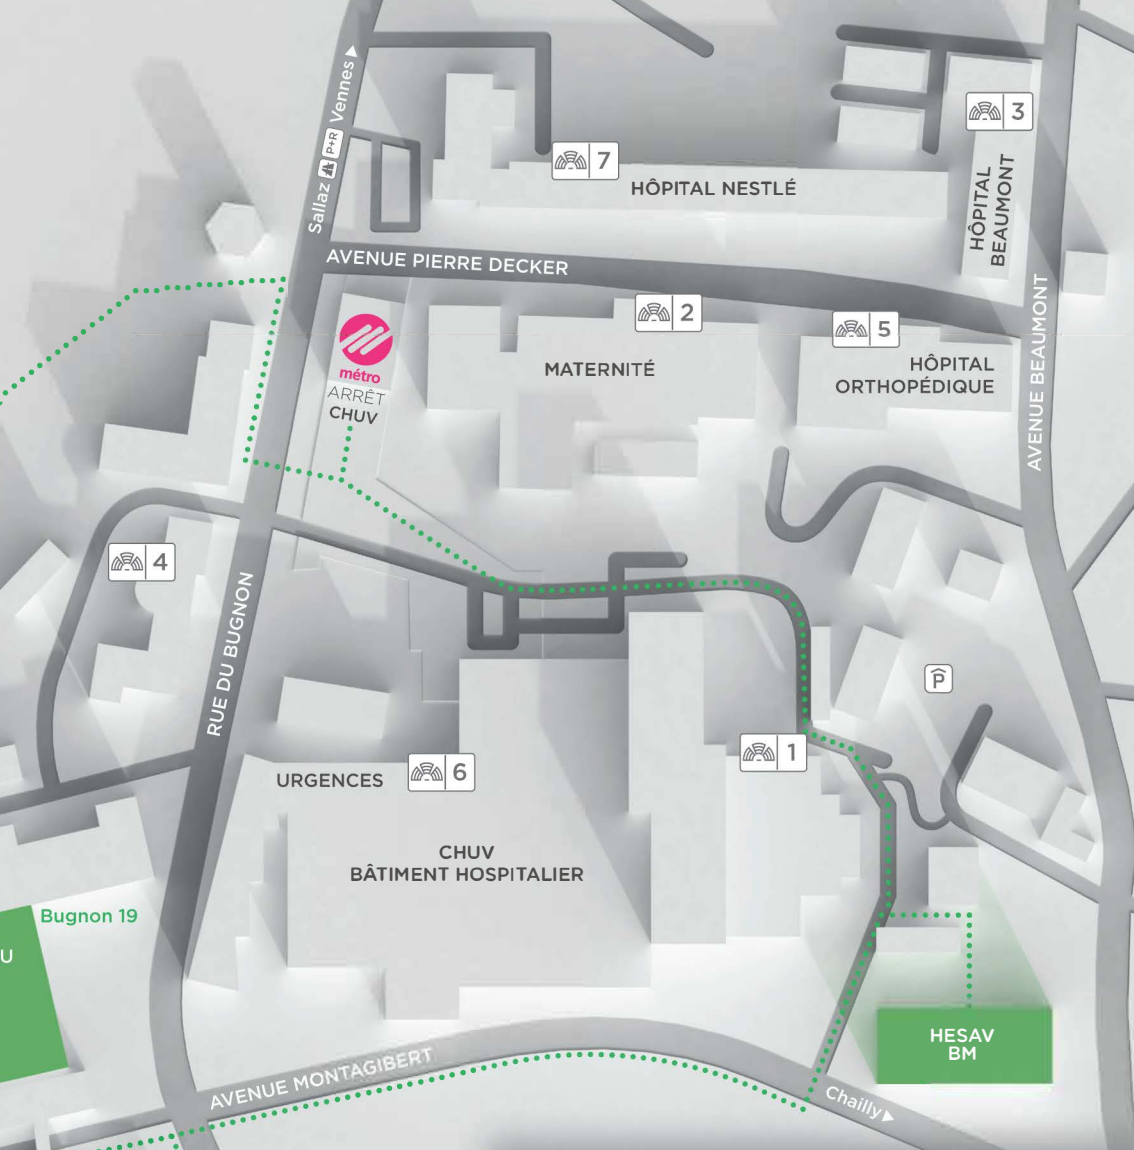 Vennes
P+R
Sallaz
3
7
HÔPITAL NESTLÉ
HÔPITAL
BEAUMONT
AVENUE PIERRE DECKER
2
5
métro
ARRÊT
CHUV
MATERNITÉ
HÔPITAL
ORTHOPÉDIQUE
AVENUE BEAUMONT
4
RUE DU BUGNON
P
1
URGENCES
6
CHUV
BÂTIMENT HOSPITALIER
Bugnon 19
U
HESAV
BM
AVENUE MONTAGIBERT
Chailly